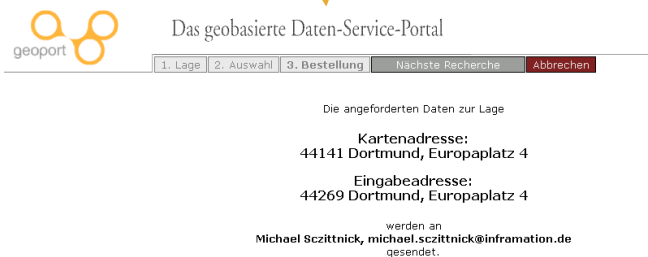 Das geobasierte Daten-Service-Portal
geoport
1. Lage 2. Auswahl 3. Bestellung Nächste Recherche Abbrechen
Die angeforderten Daten zur Lage
Kartenadresse:
44141 Dortmund, Europaplatz 4
Eingabeadresse:
44269 Dortmund, Europaplatz 4
werden an
Michael Sczittnick, michael.sczittnick@inframation.de
gesendet.